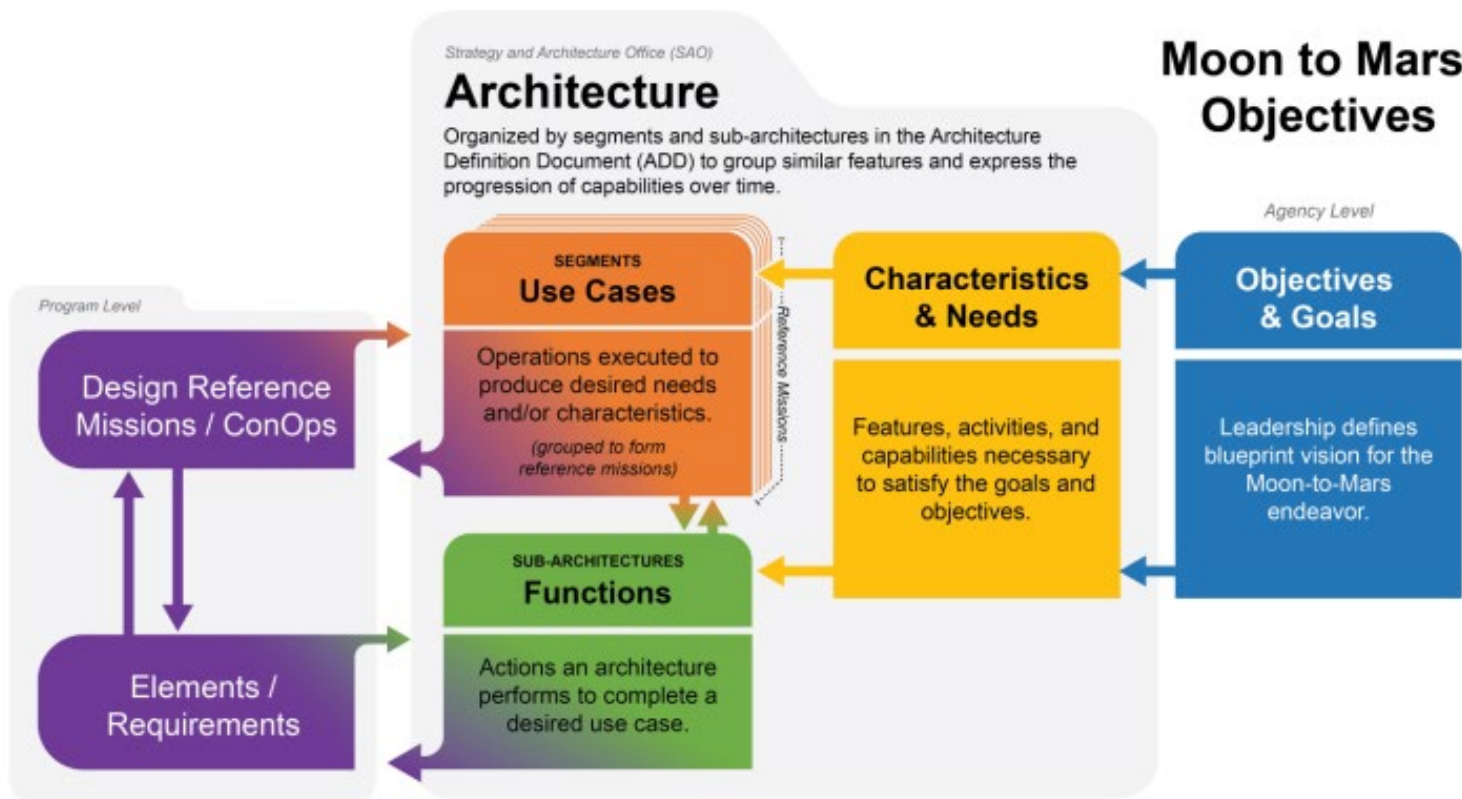 Strategy and Architecture Office (SAO)
Architecture
Organized by segments and sub-architectures in the Architecture
Definition Document (ADD) to group similar features and express the
progression of capabilities over time.
Moon to Mars
Objectives
Agency Level
Program Level
Design Reference
Missions / ConOps
Elements /
Requirements
SEGMENTS
Use Cases
Operations executed to
produce desired needs
and/or characteristics.
(grouped to form
reference missions)
Reference Missions
SUB-ARCHITECTURES
Functions
Actions an architecture
performs to complete a
desired use case.
Characteristics
& Needs
Features, activities, and
capabilities necessary
to satisfy the goals and
objectives.
Objectives
& Goals
Leadership defines
blueprint vision for the
Moon-to-Mars
endeavor.